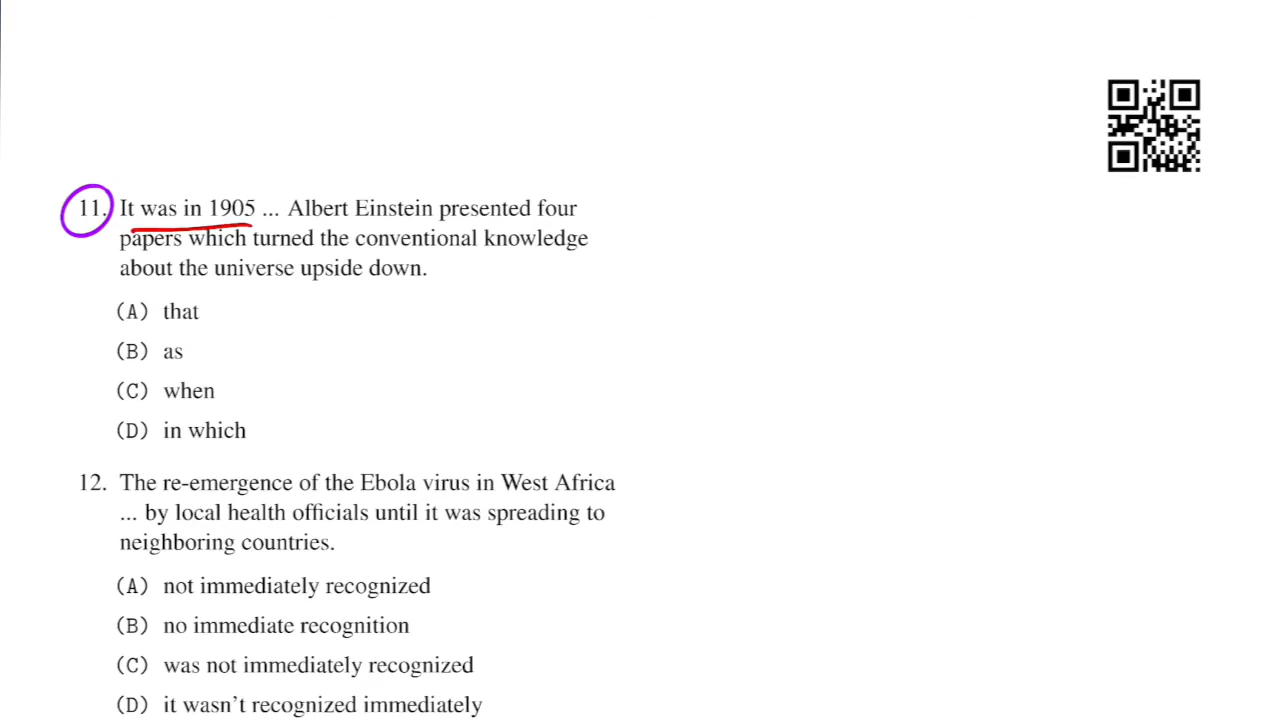 11. It was in 1905 ... Albert Einstein presented four
papers which turned the conventional knowledge
about the universe upside down.
(A) that
(B) as
(C) when
(D) in which
12. The re-emergence of the Ebola virus in West Africa
... by local health officials until it was spreading to
neighboring countries.
(A) not immediately recognized
(B) no immediate recognition
(C) was not immediately recognized
(D) it wasn't recognized immediately